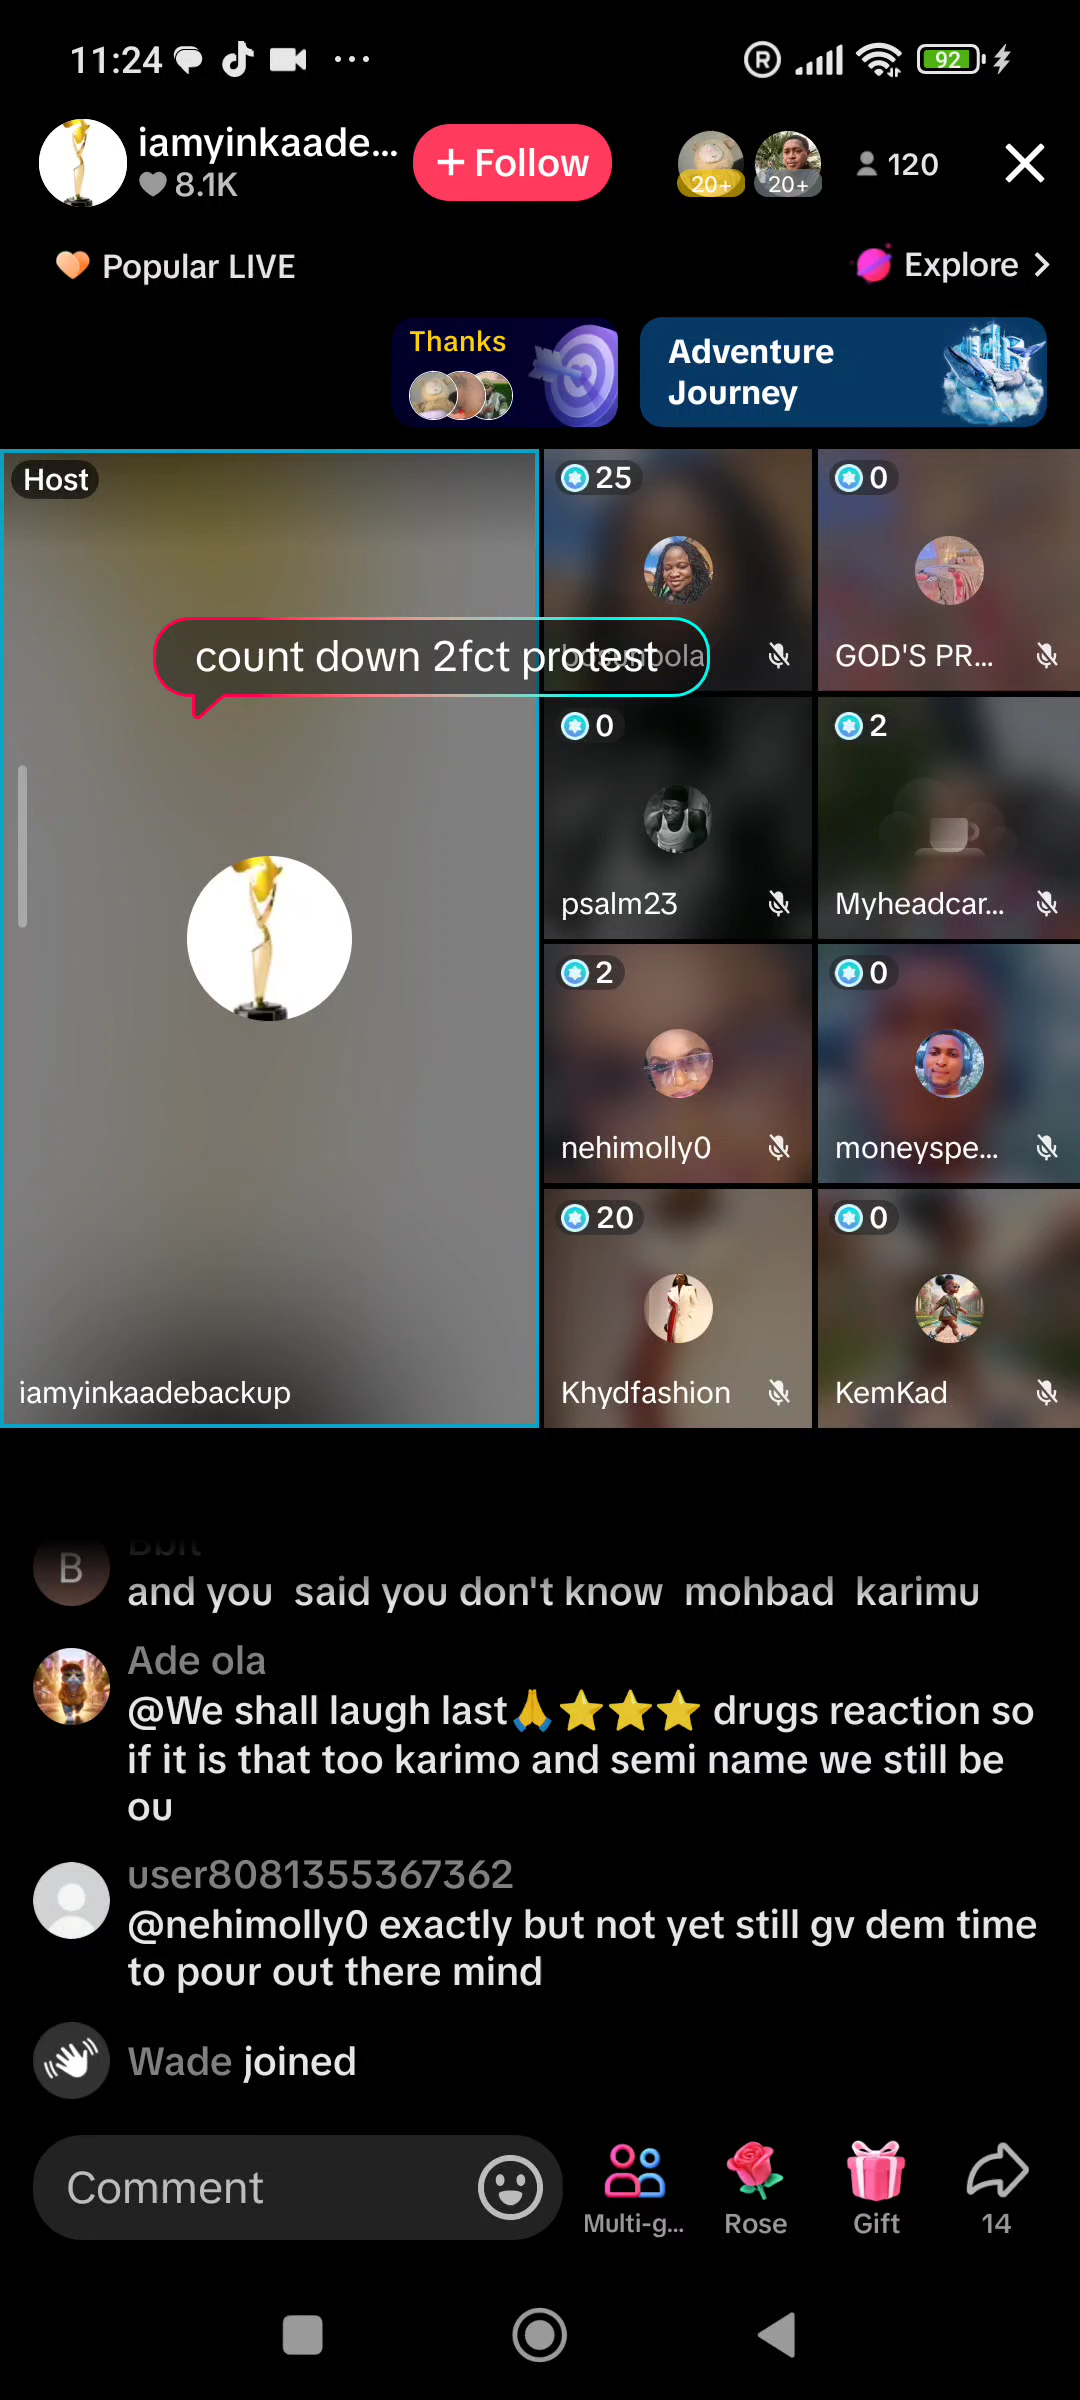 11:24
R
92
iamyinkaade...
+ Follow
8.1K
20+
20+
120
Popular LIVE
Explore
Thanks
Adventure
Journey
Host
25
0
count down 2fct protest
GOD'S PR...
0
2
psalm23
Myheadcar...
2
0
nehimolly0
moneyspe...
20
0
iamyinkaadebackup
Khydfashion
KemKad
B
and you  said you don't know  mohbad  karimu
Ade ola
@We shall laugh last🙏⭐⭐⭐ drugs reaction so
if it is that too karimo and semi name we still be
ou
user8081355367362
@nehimolly0 exactly but not yet still gv dem time
to pour out there mind
Wade joined
Comment
Multi-g...
Rose
Gift
14